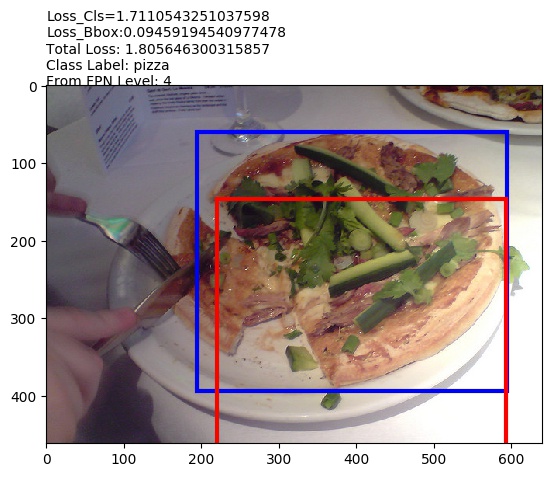 Loss_Cls=1.7110543251037598
Loss_Bbox:0.09459194540977478
Total Loss: 1.805646300315857
Class Label: pizza
From FPN Level: 4
0
100
200
300
400
0 100 200 300 400 500 600